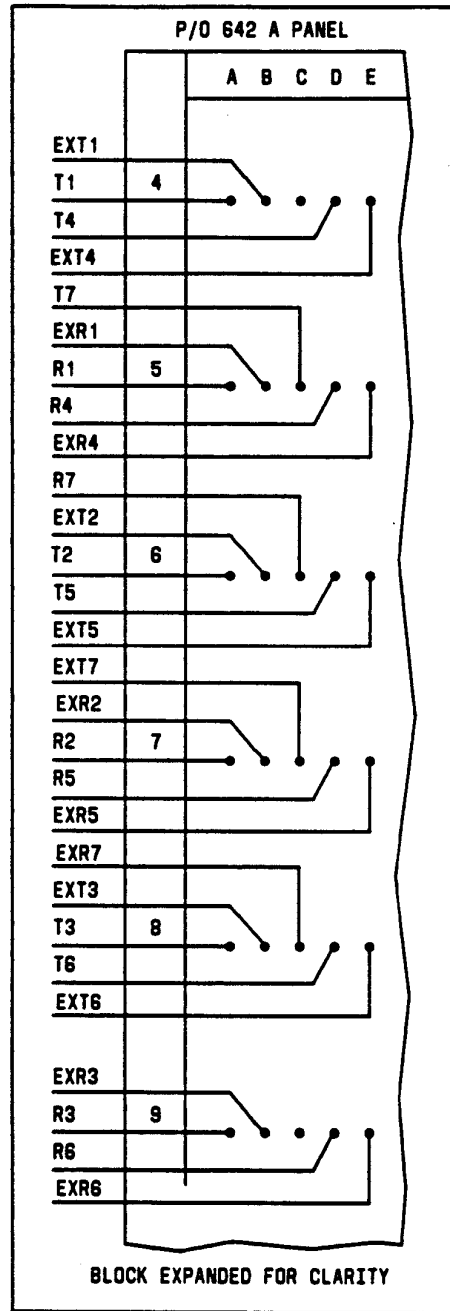 P/O 642 A PANEL
A B C D E
EXT1
T1 4
T4
EXT4
T7
EXR1
R1 5
R4
EXR4
R7
EXT2
T2 6
T5
EXT5
EXT7
EXR2
R2 7
R5
EXR5
EXR7
EXT3
T3 8
T6
EXT6
EXR3
R3 9
R6
EXR6
BLOCK EXPANDED FOR CLARITY